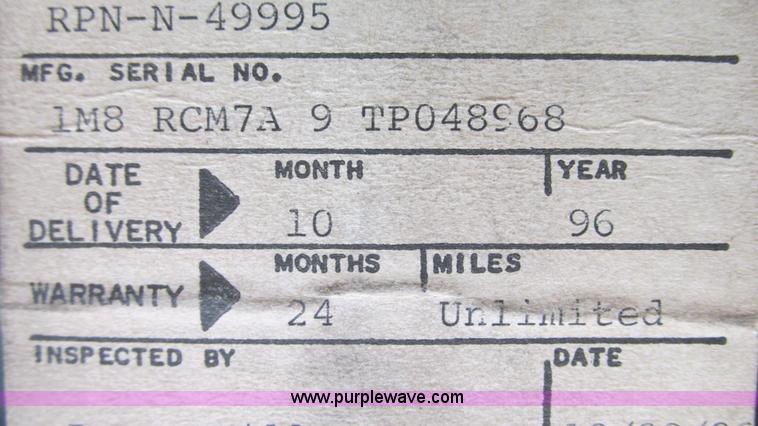 RPN-N-49995
MFG. SERIAL NO.
1M8 RCM7A 9 TP048968
DATE OF DELIVERY
MONTH
10
YEAR
96
WARRANTY
MONTHS
24
MILES
Unlimited
INSPECTED BY
DATE
www.purplewave.com